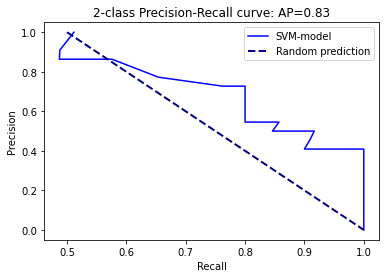 2-class Precision-Recall curve: AP=0.83
SVM-model
Random prediction
Precision
1.0
0.8
0.6
0.4
0.2
0.0
0.5
0.6
0.7
0.8
0.9
1.0
Recall